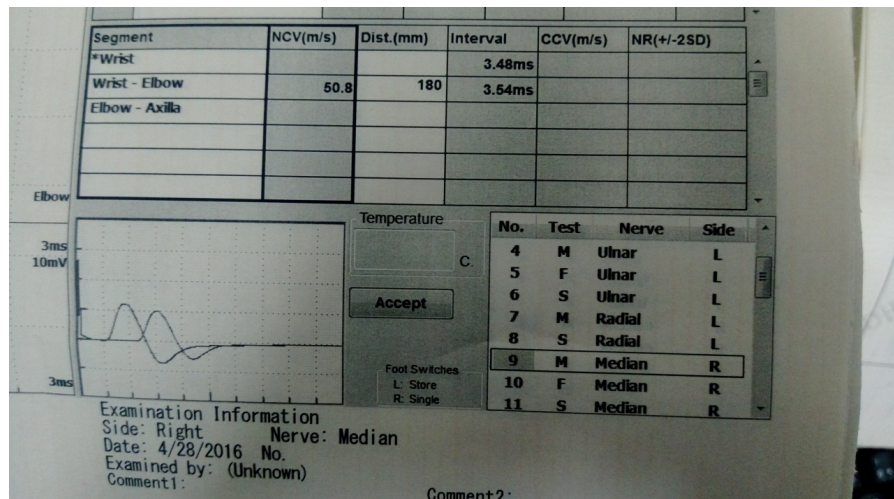 Segment NCV(m/s) Dist.(mm) Interval CCV(m/s) NR(+/-2SD)
*Wrist 3.48ms
Wrist - Elbow 50.8 180 3.54ms
Elbow - Axilla
Elbow
Temperature
C.
Accept
Foot Switches
L: Store
R: Single
3ms
10mV
3ms
No. Test Nerve Side
4 M Ulnar L
5 F Ulnar L
6 S Ulnar L
7 M Radial L
8 S Radial L
9 M Median R
10 F Median R
11 S Median R
Examination Information
Side: Right Nerve: Median
Date: 4/28/2016 No.
Examined by: (Unknown)
Comment1: Comment2: